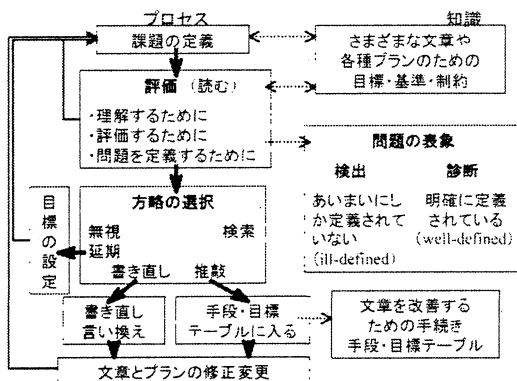 プロセス
知識
課題の定義
さまざまな文章や
各種プランのための
目標・基準・制約
評価 (読む)
・理解するために
・評価するために
・問題を定義するために
問題の表象
検出
あいまいにし
か定義されて
いない
(ill-defined)
診断
明確に定義
されている
(well-defined)
方略の選択
無視
延期
検索
書き直し
推敲
目標の設定
書き直し
言い換え
手段・目標
テーブルに入る
文章を改善する
ための手続き
手段・目標テーブル
文章とプランの修正変更